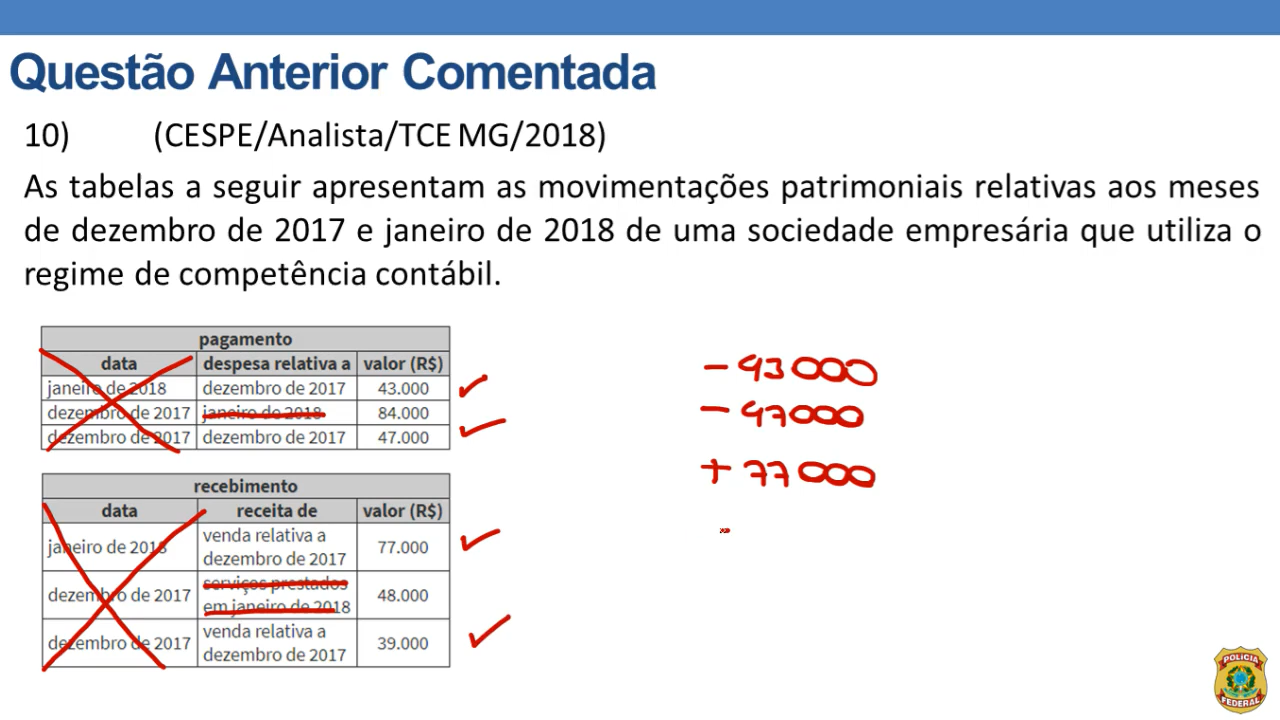 Questão Anterior Comentada
10) (CESPE/Analista/TCE MG/2018)
As tabelas a seguir apresentam as movimentações patrimoniais relativas aos meses
de dezembro de 2017 e janeiro de 2018 de uma sociedade empresária que utiliza o
regime de competência contábil.
pagamento
data despesa relativa a valor (R$)
janeiro de 2018 dezembro de 2017 43.000
dezembro de 2017 janeiro de 2018 84.000
dezembro de 2017 dezembro de 2017 47.000
recebimento
data receita de valor (R$)
janeiro de 2018 venda relativa a dezembro de 2017 77.000
dezembro de 2017 serviços prestados em janeiro de 2018 48.000
dezembro de 2017 venda relativa a dezembro de 2017 39.000
- 43000
- 47000
+ 77000
POLÍCIA
FEDERAL